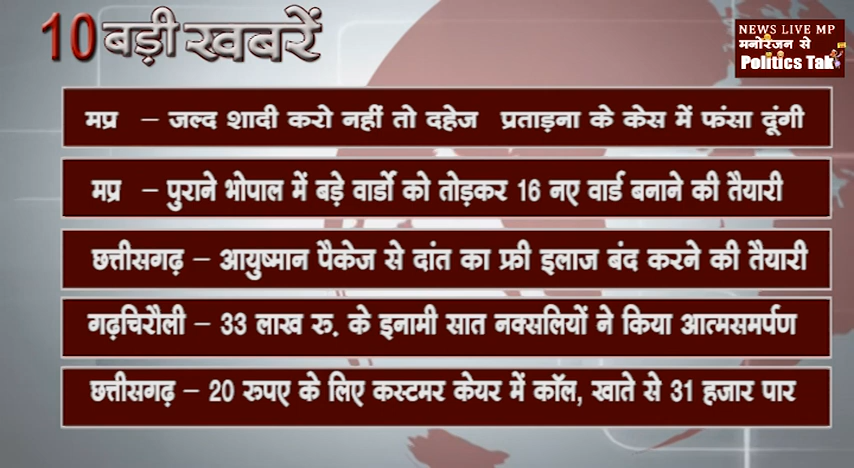 10 बड़ी खबरें
NEWS LIVE MP
मनोरंजन से
Politics Tak
मप्र – जल्द शादी करो नहीं तो दहेज प्रताड़ना के केस में फंसा दूंगी
मप्र – पुराने भोपाल में बड़े वार्डो को तोड़कर 16 नए वार्ड बनाने की तैयारी
छत्तीसगढ़ – आयुष्मान पैकेज से दांत का फ्री इलाज बंद करने की तैयारी
गढ़चिरौली – 33 लाख रु. के इनामी सात नक्सलियों ने किया आत्मसमर्पण
छत्तीसगढ़ – 20 रूपए के लिए कस्टमर केयर में कॉल, खाते से 31 हजार पार